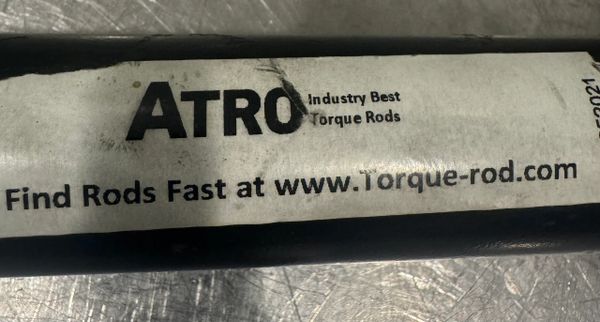 ATRO
Industry Best
Torque Rods
Find Rods Fast at www.Torque-rod.com